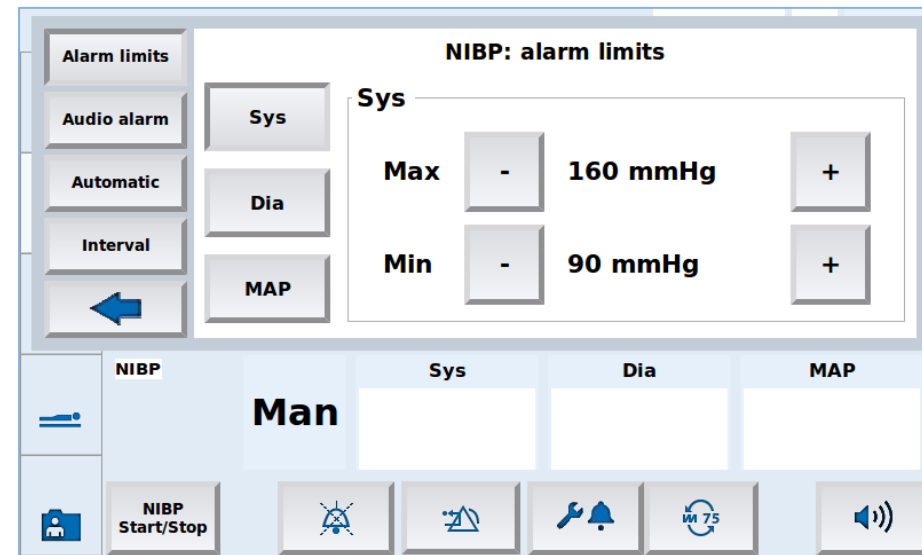 NIBP: alarm limits
Alarm limits
Audio alarm
Automatic
Interval
Sys
Dia
MAP
Sys
Max - 160 mmHg +
Min - 90 mmHg +
NIBP Sys Dia MAP
Man
NIBP
Start/Stop
75